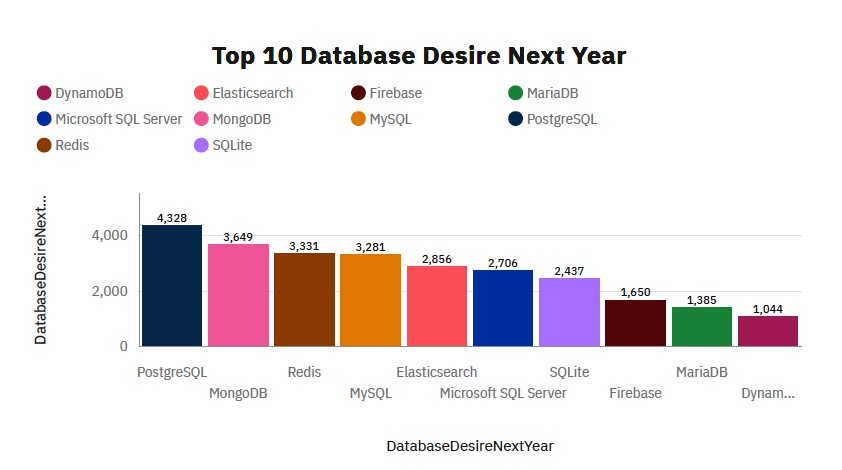 Top 10 Database Desire Next Year
DynamoDB Elasticsearch Firebase MariaDB
Microsoft SQL Server MongoDB MySQL PostgreSQL
Redis SQLite
DatabaseDesireNext...
4,000
2,000
0
4,328
3,649
3,331
3,281
2,856
2,706
2,437
1,650
1,385
1,044
PostgreSQL Redis Elasticsearch SQLite MariaDB
MongoDB MySQL Microsoft SQL Server Firebase Dynam...
DatabaseDesireNextYear